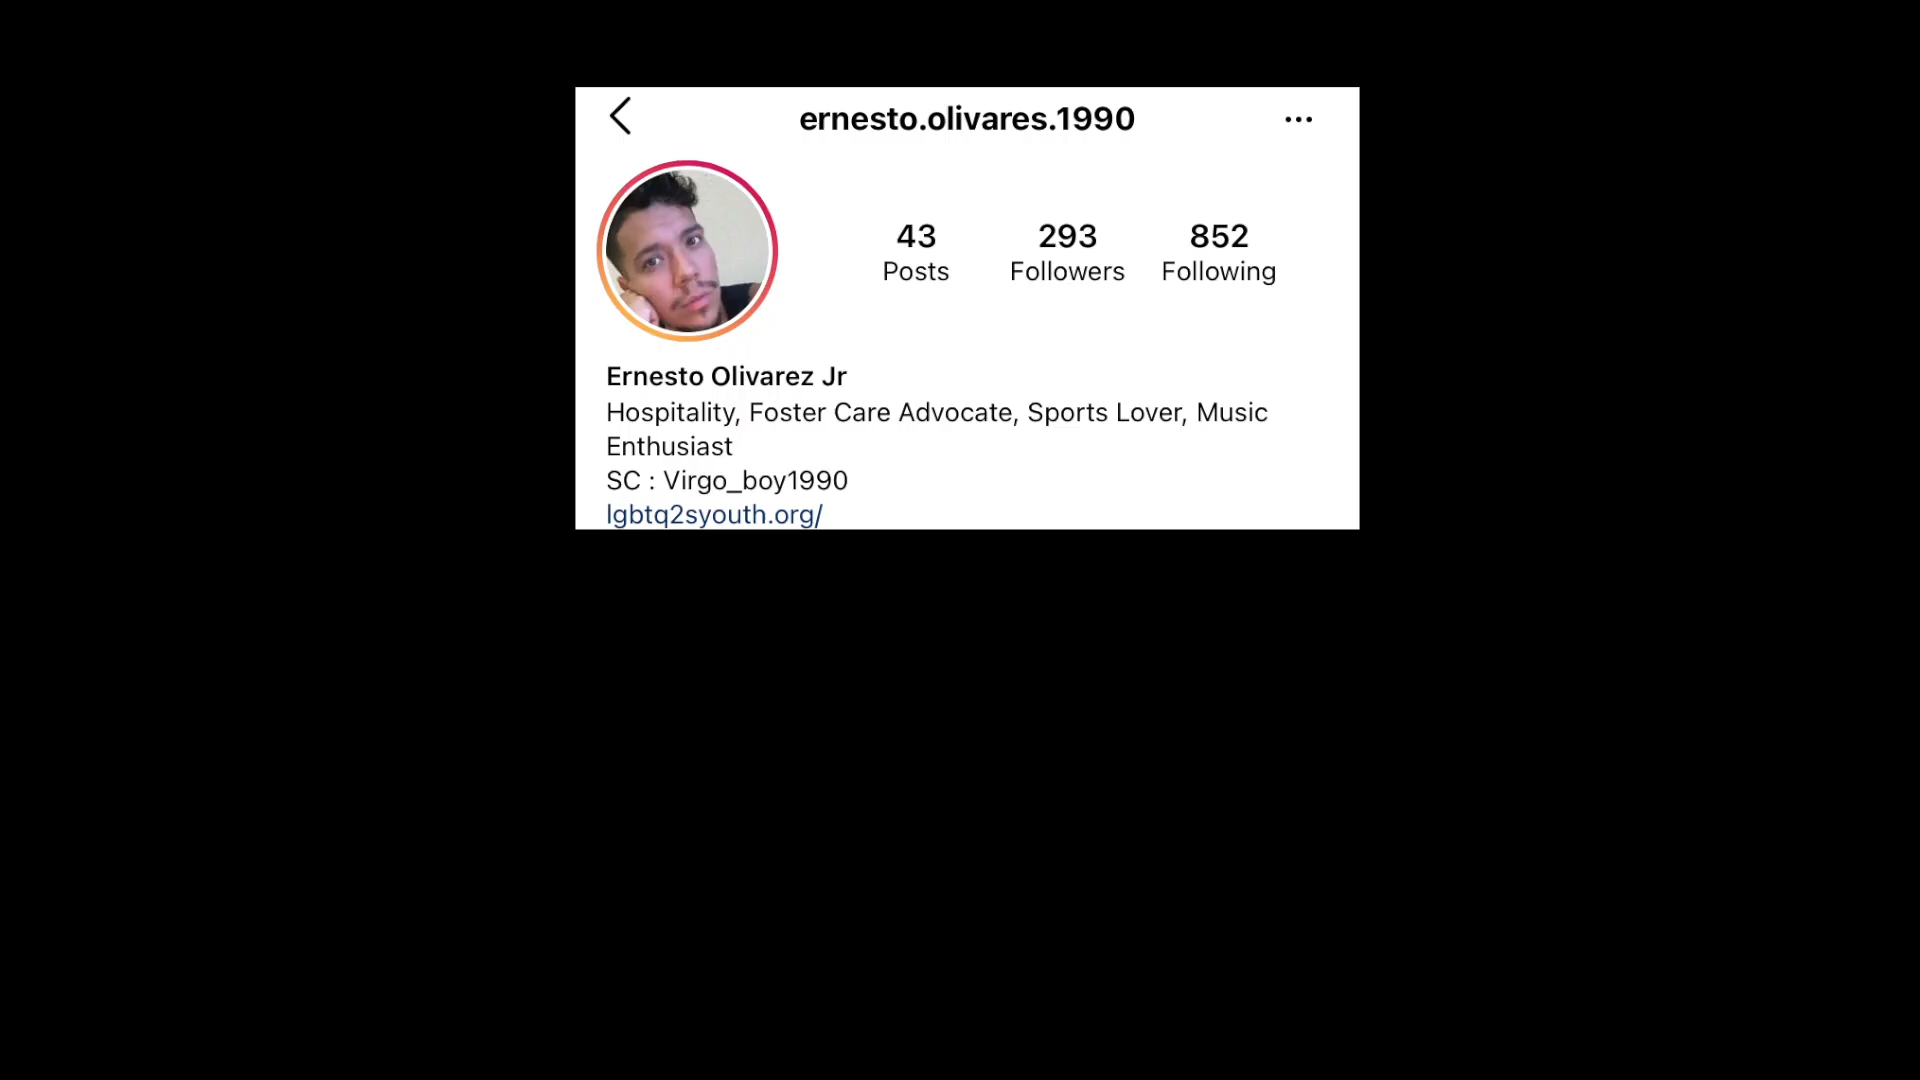 ernesto.olivares.1990
43
293
852
Posts
Followers
Following
Ernesto Olivarez Jr
Hospitality, Foster Care Advocate, Sports Lover, Music
Enthusiast
SC : Virgo_boy1990
lgbtq2syouth.org/